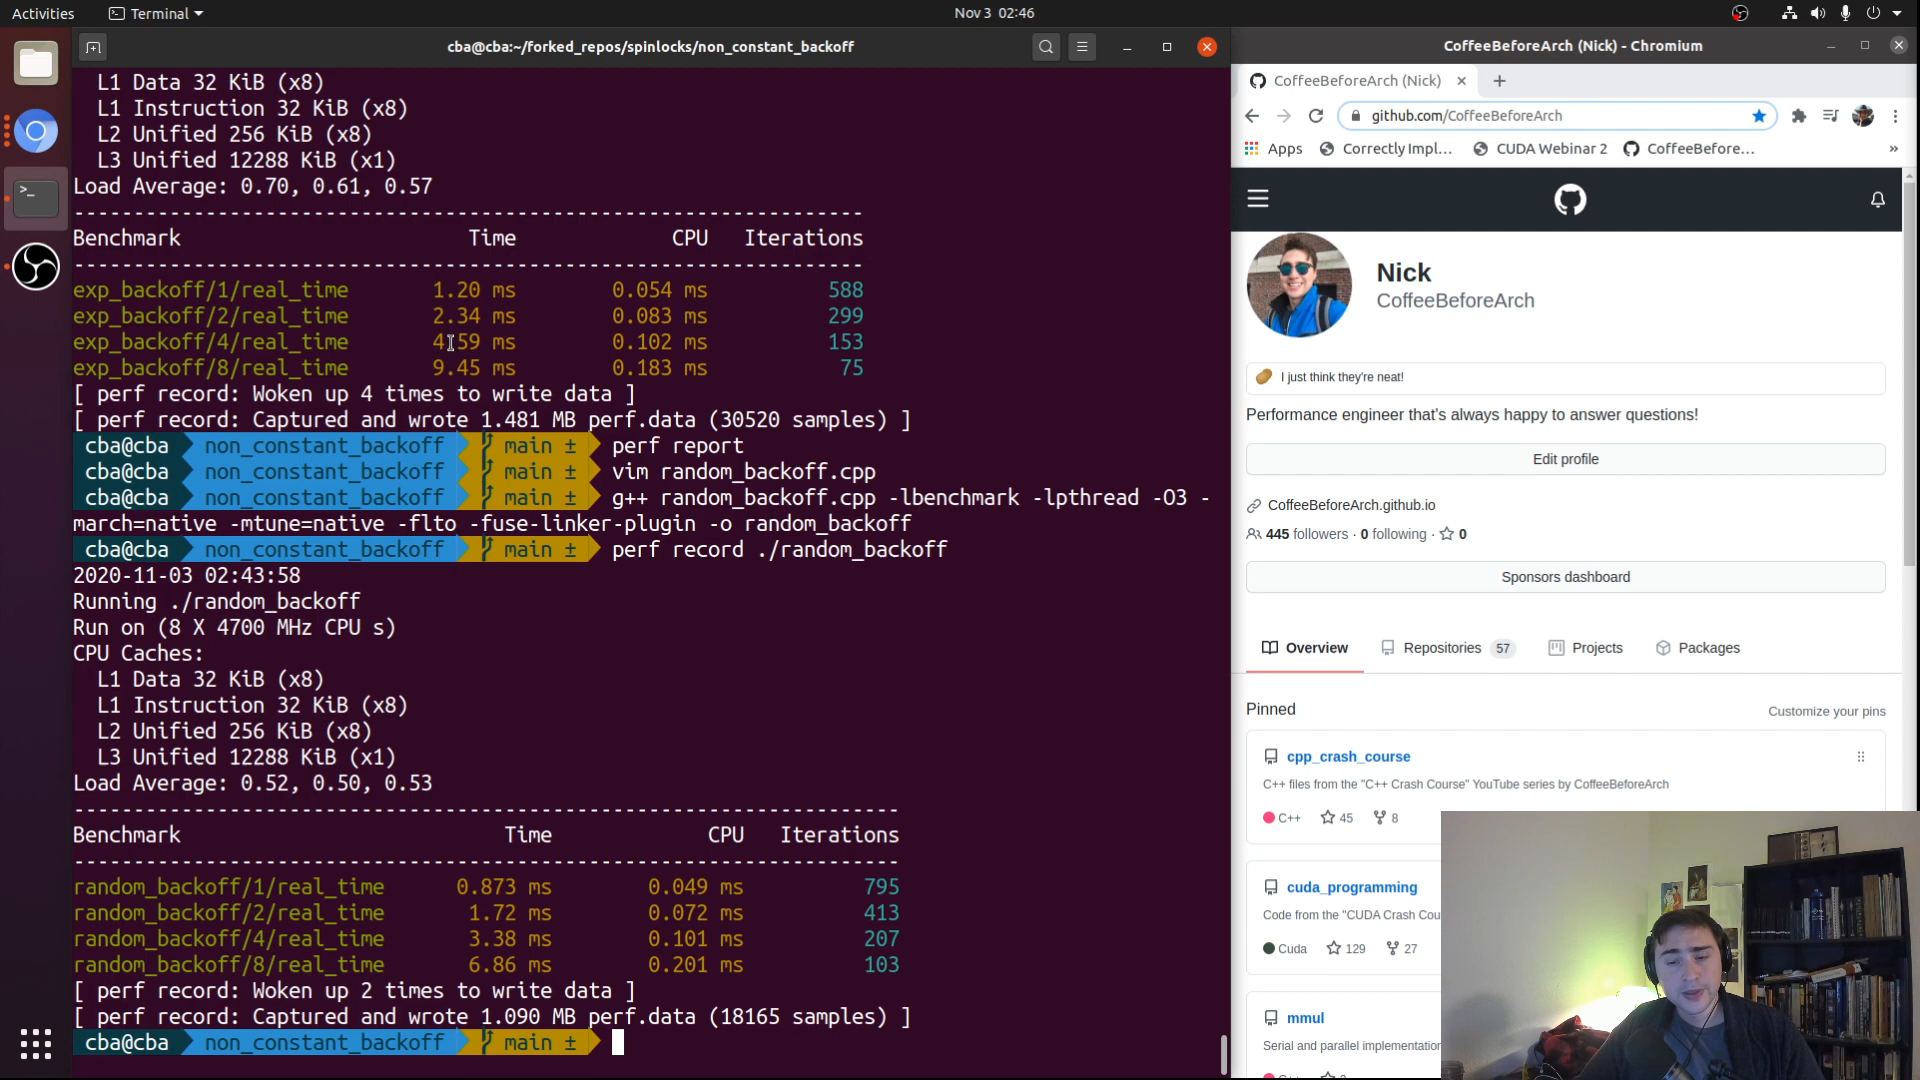 Activities
Terminal
Nov 3 02:46
cba@cba:~/forked_repos/spinlocks/non_constant_backoff
L1 Data 32 KiB (x8)
L1 Instruction 32 KiB (x8)
L2 Unified 256 KiB (x8)
L3 Unified 12288 KiB (x1)
Load Average: 0.70, 0.61, 0.57
-----------------------------------------------------------------
Benchmark Time CPU Iterations
-----------------------------------------------------------------
exp_backoff/1/real_time 1.20 ms 0.054 ms 588
exp_backoff/2/real_time 2.34 ms 0.083 ms 299
exp_backoff/4/real_time 4.59 ms 0.102 ms 153
exp_backoff/8/real_time 9.45 ms 0.183 ms 75
[ perf record: Woken up 4 times to write data ]
[ perf record: Captured and wrote 1.481 MB perf.data (30520 samples) ]
cba@cba non_constant_backoff main ± perf report
cba@cba non_constant_backoff main ± vim random_backoff.cpp
cba@cba non_constant_backoff main ± g++ random_backoff.cpp -lbenchmark -lpthread -O3 -
march=native -mtune=native -flto -fuse-linker-plugin -o random_backoff
cba@cba non_constant_backoff main ± perf record ./random_backoff
2020-11-03 02:43:58
Running ./random_backoff
Run on (8 X 4700 MHz CPU s)
CPU Caches:
L1 Data 32 KiB (x8)
L1 Instruction 32 KiB (x8)
L2 Unified 256 KiB (x8)
L3 Unified 12288 KiB (x1)
Load Average: 0.52, 0.50, 0.53
--------------------------------------------------------------------
Benchmark Time CPU Iterations
--------------------------------------------------------------------
random_backoff/1/real_time 0.873 ms 0.049 ms 795
random_backoff/2/real_time 1.72 ms 0.072 ms 413
random_backoff/4/real_time 3.38 ms 0.101 ms 207
random_backoff/8/real_time 6.86 ms 0.201 ms 103
[ perf record: Woken up 2 times to write data ]
[ perf record: Captured and wrote 1.090 MB perf.data (18165 samples) ]
cba@cba non_constant_backoff main ±
CoffeeBeforeArch (Nick) - Chromium
CoffeeBeforeArch (Nick)
github.com/CoffeeBeforeArch
Apps Correctly Impl... CUDA Webinar 2 CoffeeBefore... »
Nick
CoffeeBeforeArch
I just think they're neat!
Performance engineer that's always happy to answer questions!
Edit profile
CoffeeBeforeArch.github.io
445 followers · 0 following · 0
Sponsors dashboard
Overview Repositories 57 Projects Packages
Pinned Customize your pins
cpp_crash_course
C++ files from the "C++ Crash Course" YouTube series by CoffeeBeforeArch
C++ 45 8
cuda_programming
Code from the "CUDA Crash Cou
Cuda 129 27
mmul
Serial and parallel implementation